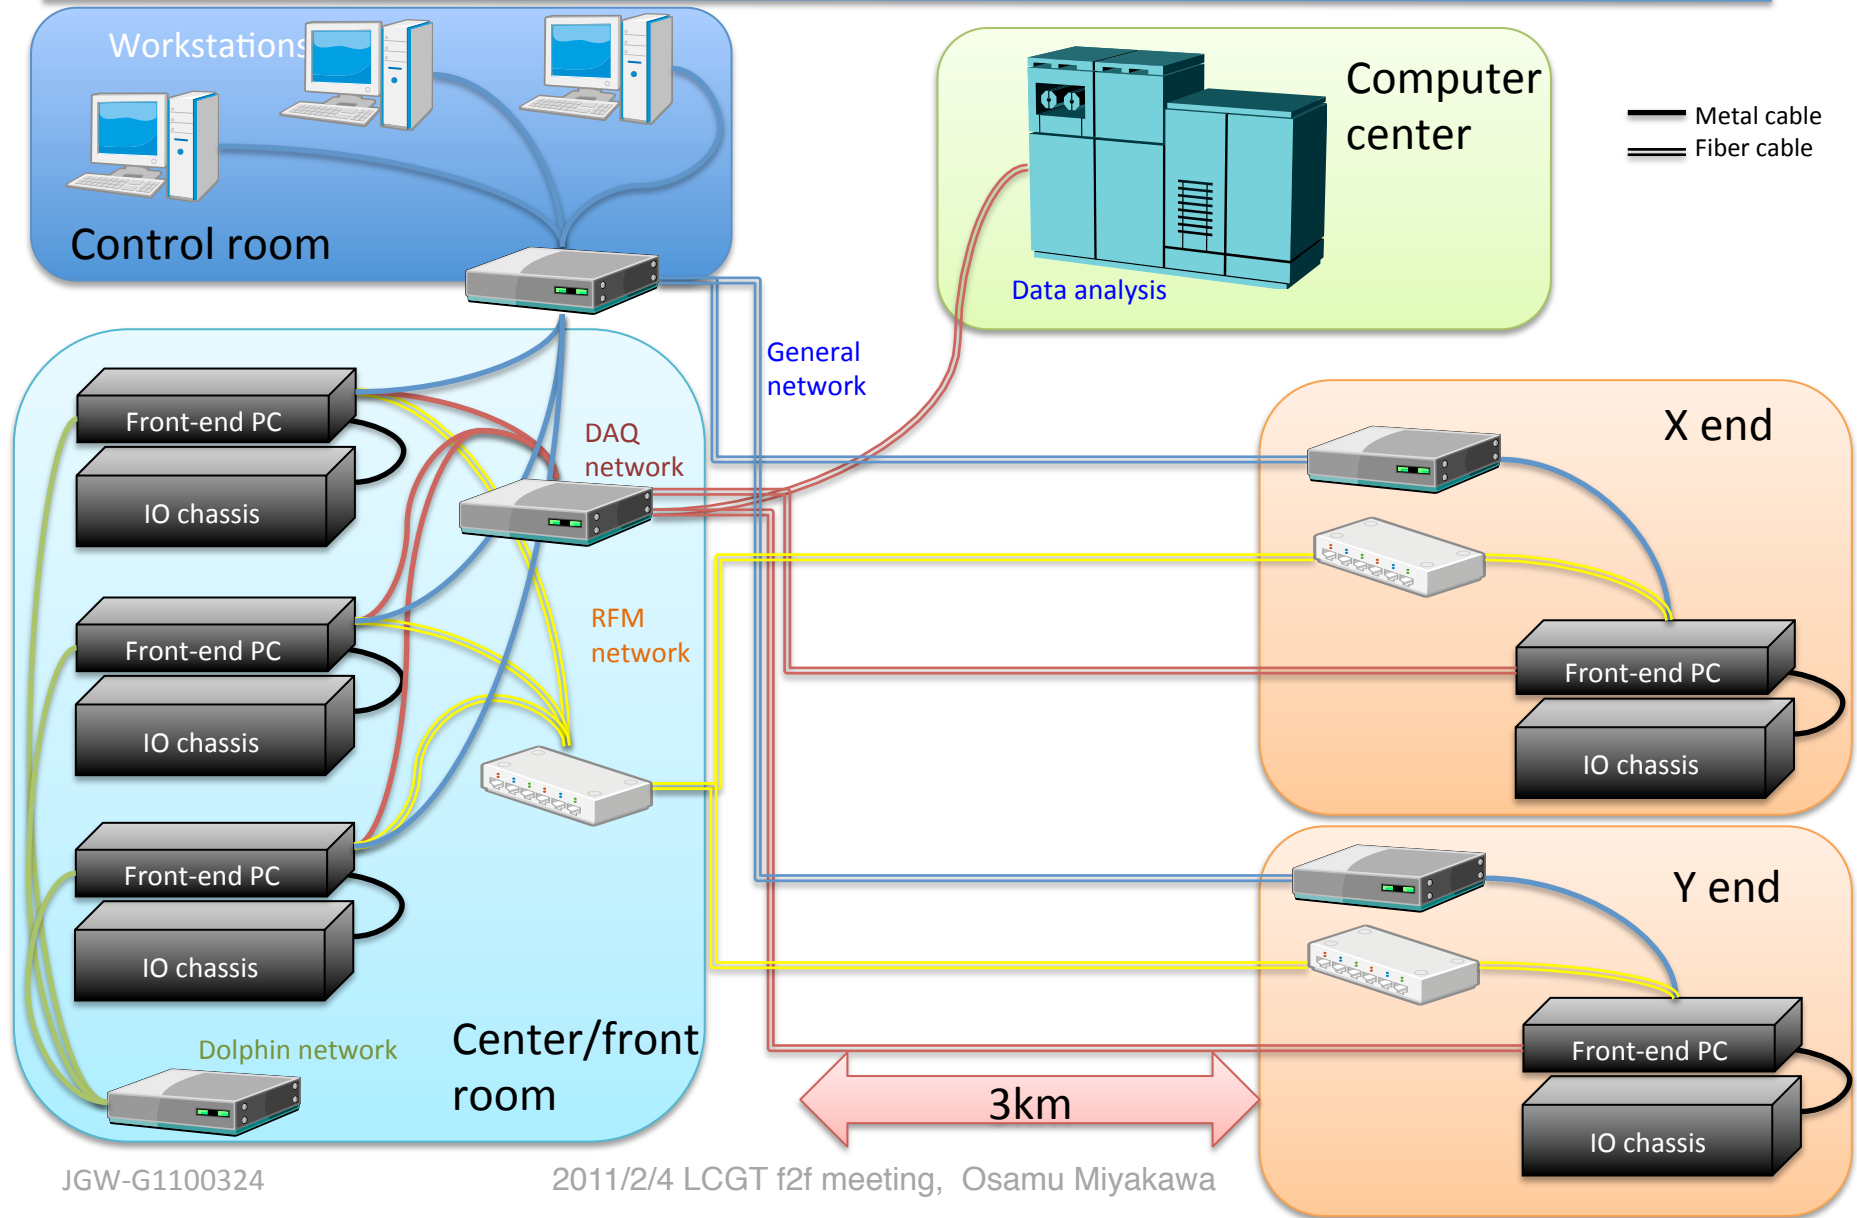 Workstations
Control room
Computer
center
Data analysis
Metal cable
Fiber cable
General
network
Front-end PC
IO chassis
DAQ
network
X end
Front-end PC
IO chassis
RFM
network
Front-end PC
IO chassis
Front-end PC
IO chassis
Y end
Front-end PC
IO chassis
Dolphin network
Center/front
room
3km
JGW-G1100324
2011/2/4 LCGT f2f meeting, Osamu Miyakawa